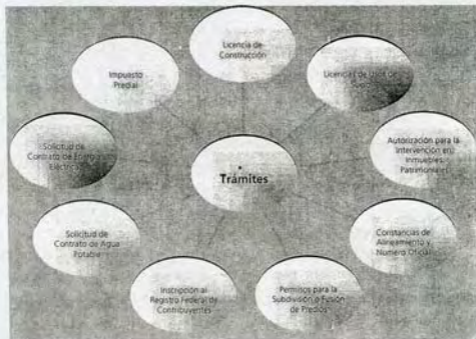 Licencia de
Construcción
Licencias de Usos de
Suelo
Impuesto
Predial
Autorización para la
Intervención en
Inmuebles
Patrimoniales
Solicitud de
Contrato de Energía
Eléctrica
Trámites
Solicitud de
Contrato de Agua
Potable
Constancias de
Alineamiento y
Número Oficial
Inscripción al
Registro Federal de
Contribuyentes
Permisos para la
Subdivisión o Fusión
de Predios